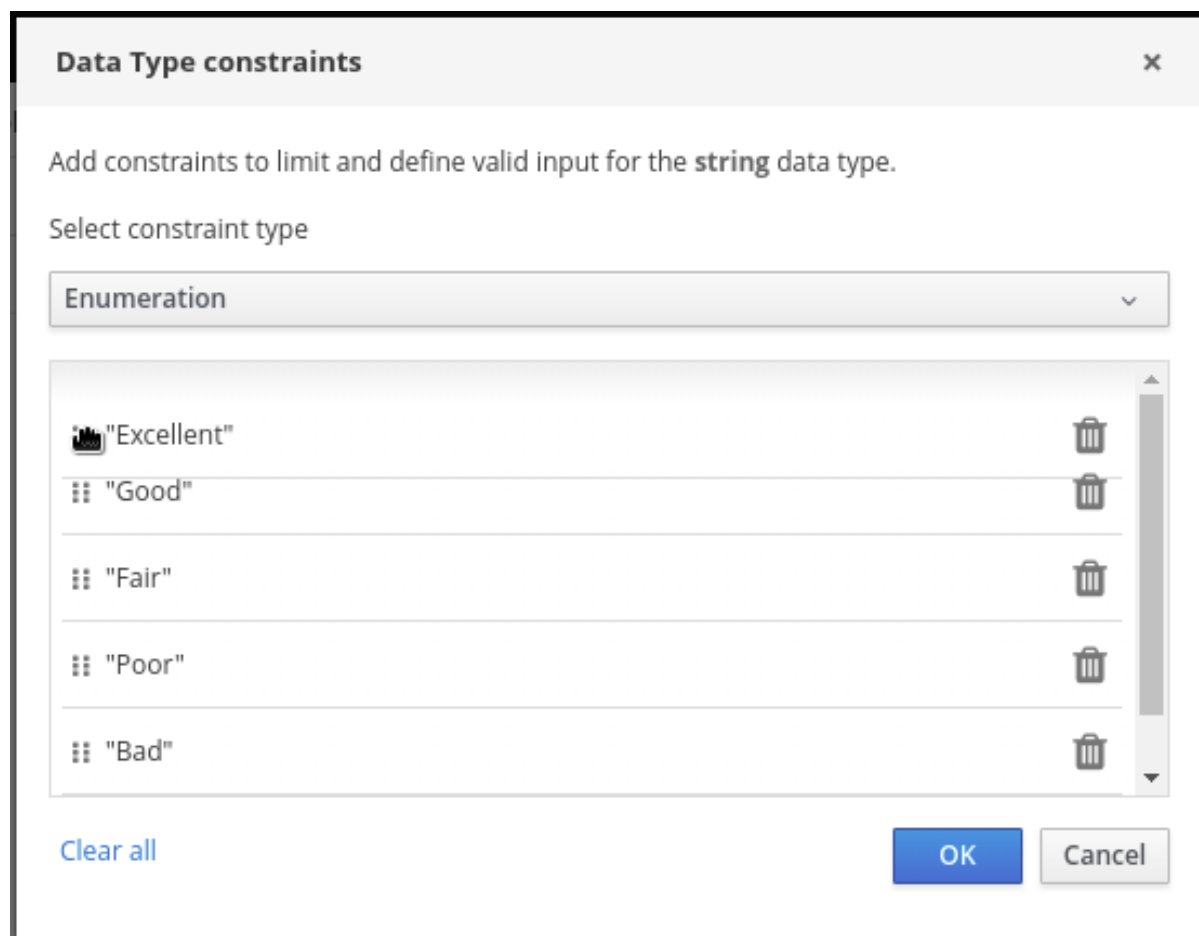 Data Type constraints
Add constraints to limit and define valid input for the string data type.
Select constraint type
Enumeration
"Excellent"
"Good"
"Fair"
"Poor"
"Bad"
Clear all
OK
Cancel